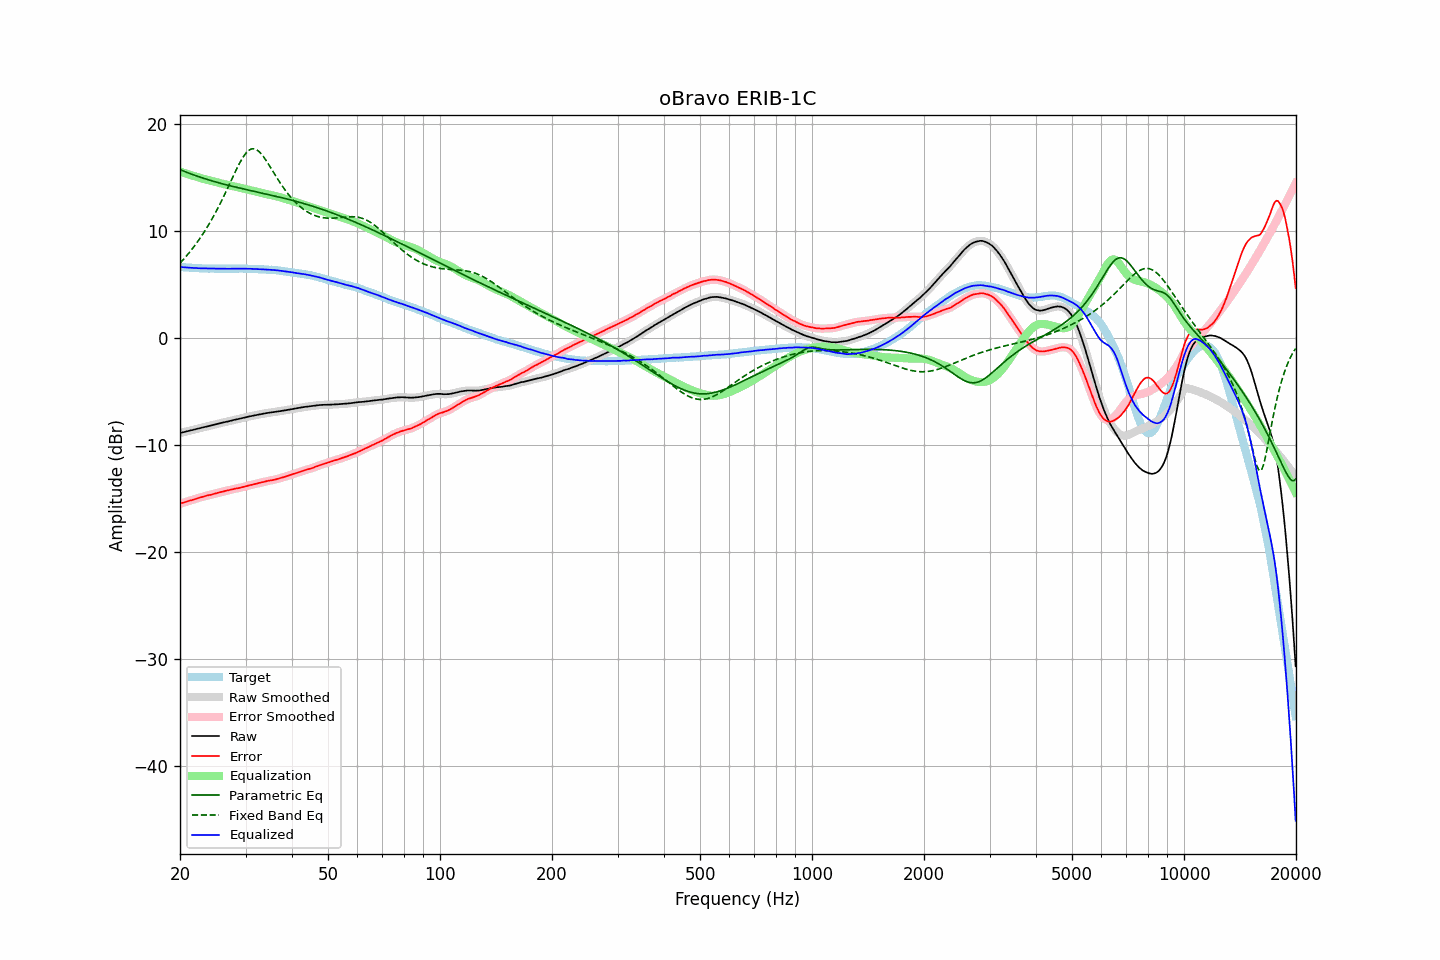 oBravo ERIB-1C
20
10
0
−10
−20
−30
−40
Amplitude (dBr)
Target
Raw Smoothed
Error Smoothed
Raw
Error
Equalization
Parametric Eq
Fixed Band Eq
Equalized
20 50 100 200 500 1000 2000 5000 10000 20000
Frequency (Hz)